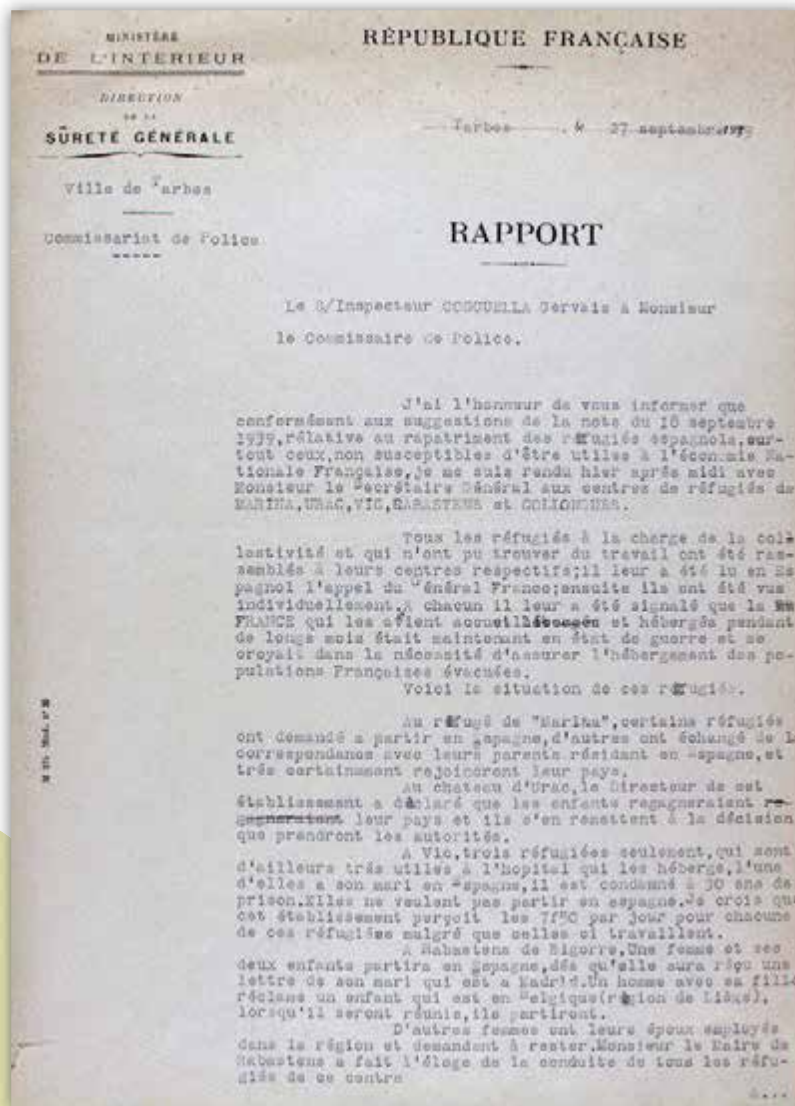 MINISTÈRE
DE L'INTÉRIEUR
DIRECTION
DE LA
SÛRETÉ GÉNÉRALE
Ville de Tarbes
Commissariat de Police
RÉPUBLIQUE FRANÇAISE
Tarbes, le 27 septembre 1939
RAPPORT
Le S/Inspecteur COSCUELLA Gervais à Monsieur
le Commissaire de Police.
J'ai l'honneur de vous informer que
conformément aux suggestions de la note du 18 septembre
1939,rélative au rapatriment des réfugiés espagnols,sur-
tout ceux,non susceptibles d'être utiles à l'économie Na-
tionale Française,je me suis rendu hier après midi avec
Monsieur le Secrétaire Général aux centres de réfugiés de
MARINA,URAC,VIC,RABASTENS et COLLONGUES.
Tous les réfugiés à la charge de la col-
lectivité et qui n'ont pu trouver du travail ont été ras-
semblés à leurs centres respectifs;il leur a été lu en Es
pagnol l'appel du Général Franco;ensuite ils ont été vus
individuellement.A chacun il leur a été signalé que la
FRANCE qui les avient accueill et hébergés pendant
de longs mois était maintenant en état de guerre et se
croyait dans la nécessité d'assurer l'hébergement des po-
pulations Françaises évacuées.
Voici la situation de ces réfugiés.
Au réfugé de "Marina",certains réfugiés
ont demandé a partir en Espagne,d'autres ont échangé de l
correspondance avec leurs parents résidant en Espagne,et
trés certainement rejoindront leur pays.
Au chateau d'Urac,le Directeur de cet
établissement a déclaré que les enfants regagneraient re-
gagneraient leur pays et ils s'en remettent à la décision
que prendront les autorités.
A Vic,trois réfugiées seulement,qui sont
d'ailleurs trés utiles à l'hopital qui les héberge,l'une
d'elles a son mari en Espagne,il est condamné à 30 ans de
prison.Elles ne veulent pas partir en espagne.Je crois que
cet établissement perçoit les 7f50 par jour pour chacune
de ces réfugiées malgré que celles ci travaillent.
A Rabastens de Bigorre,Une femme et ses
deux enfants partira en Espagne,dés qu'elle aura réçu une
lettre de son mari qui est a Madrid.Un homme avec sa fille
réclame un enfant qui est en Belgique(région de Liège),
lorsqu'il seront réunis,ils partiront.
D'autres femmes ont leurs époux employés
dans la région et demandent à rester.Monsieur le Maire de
Rabastens a fait l'éloge de la conduite de tous les réfu-
giés de ce centre